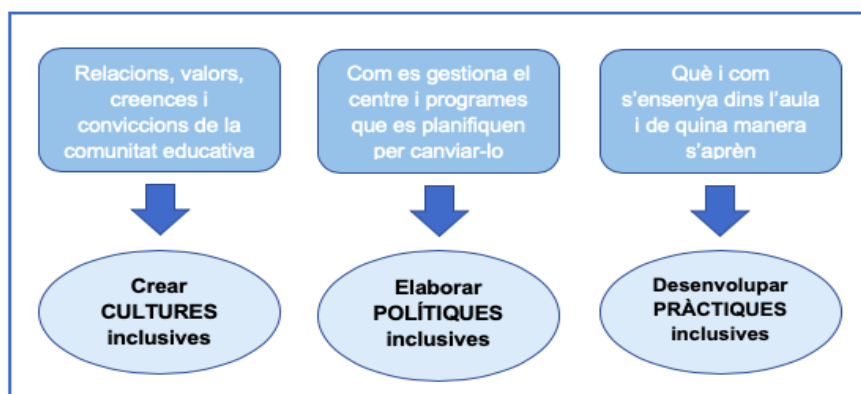 Relacions, valors,
creences i
conviccions de la
comunitat educativa
Com es gestiona el
centre i programes
que es planifiquen
per canviar-lo
Què i com
s'ensenya dins l'aula
i de quina manera
s'aprèn
Crear
CULTURES
inclusives
Elaborar
POLÍTIQUES
inclusives
Desenvolupar
PRÀCTIQUES
inclusives